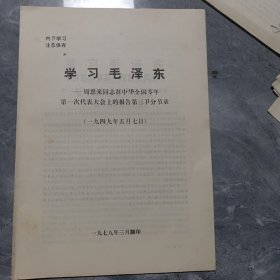 内部学习
注意保存
学习毛泽东
——周恩来同志在中华全国青年
第一次代表大会上的报告第三部分节录
（一九四九年五月七日）
一九七八年三月翻印